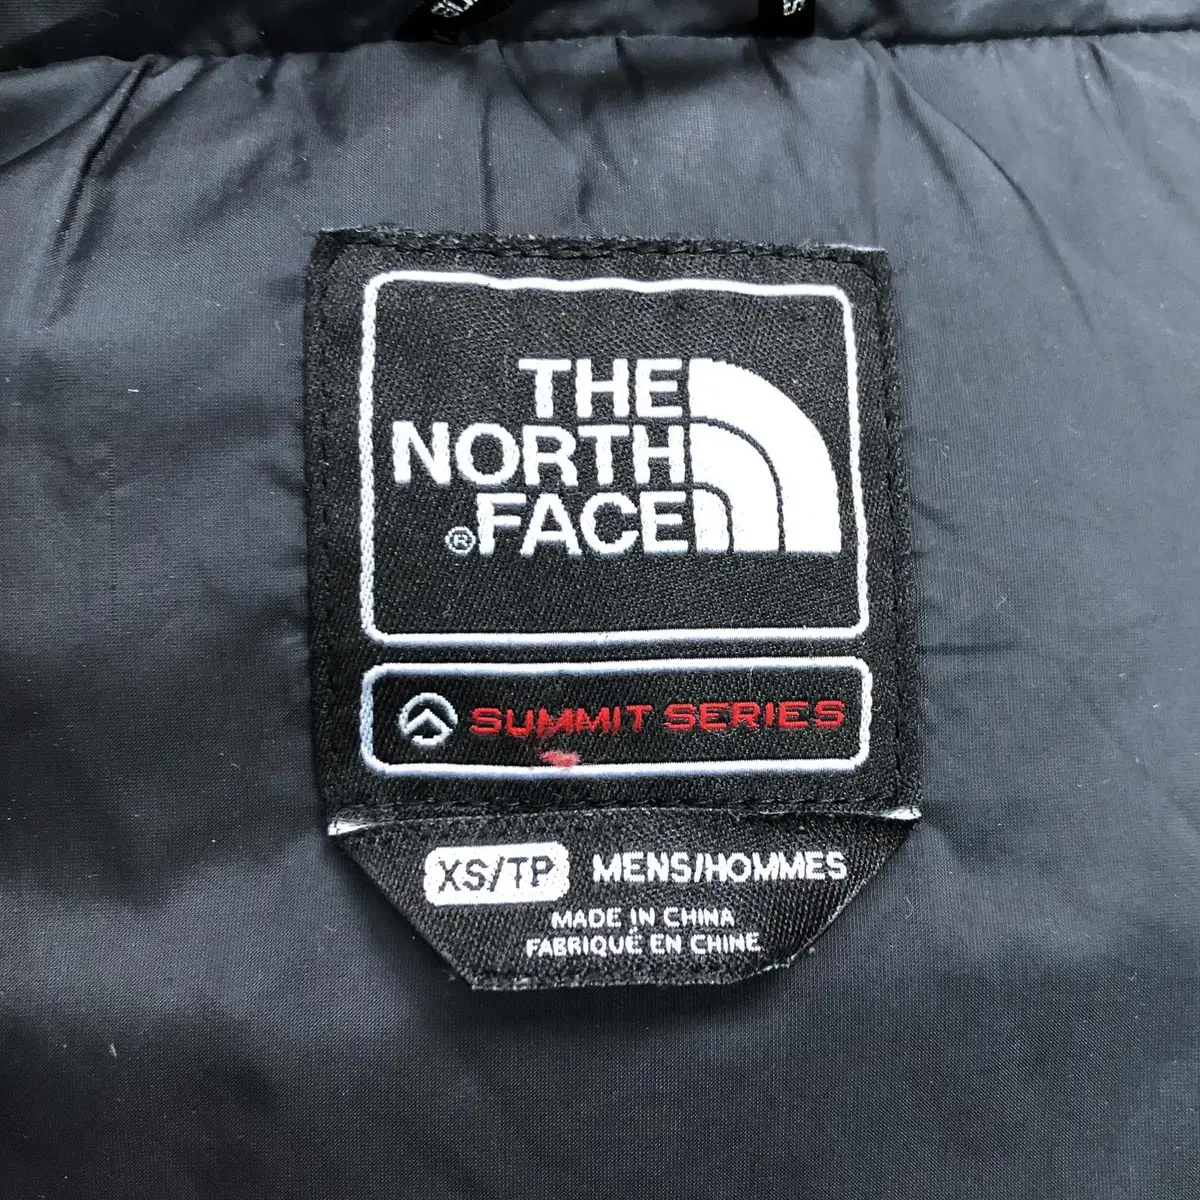 THE
NORTH
®FACE
SUMMIT SERIES
XS/TP MENS/HOMMES
MADE IN CHINA
FABRIQUÉ EN CHINE